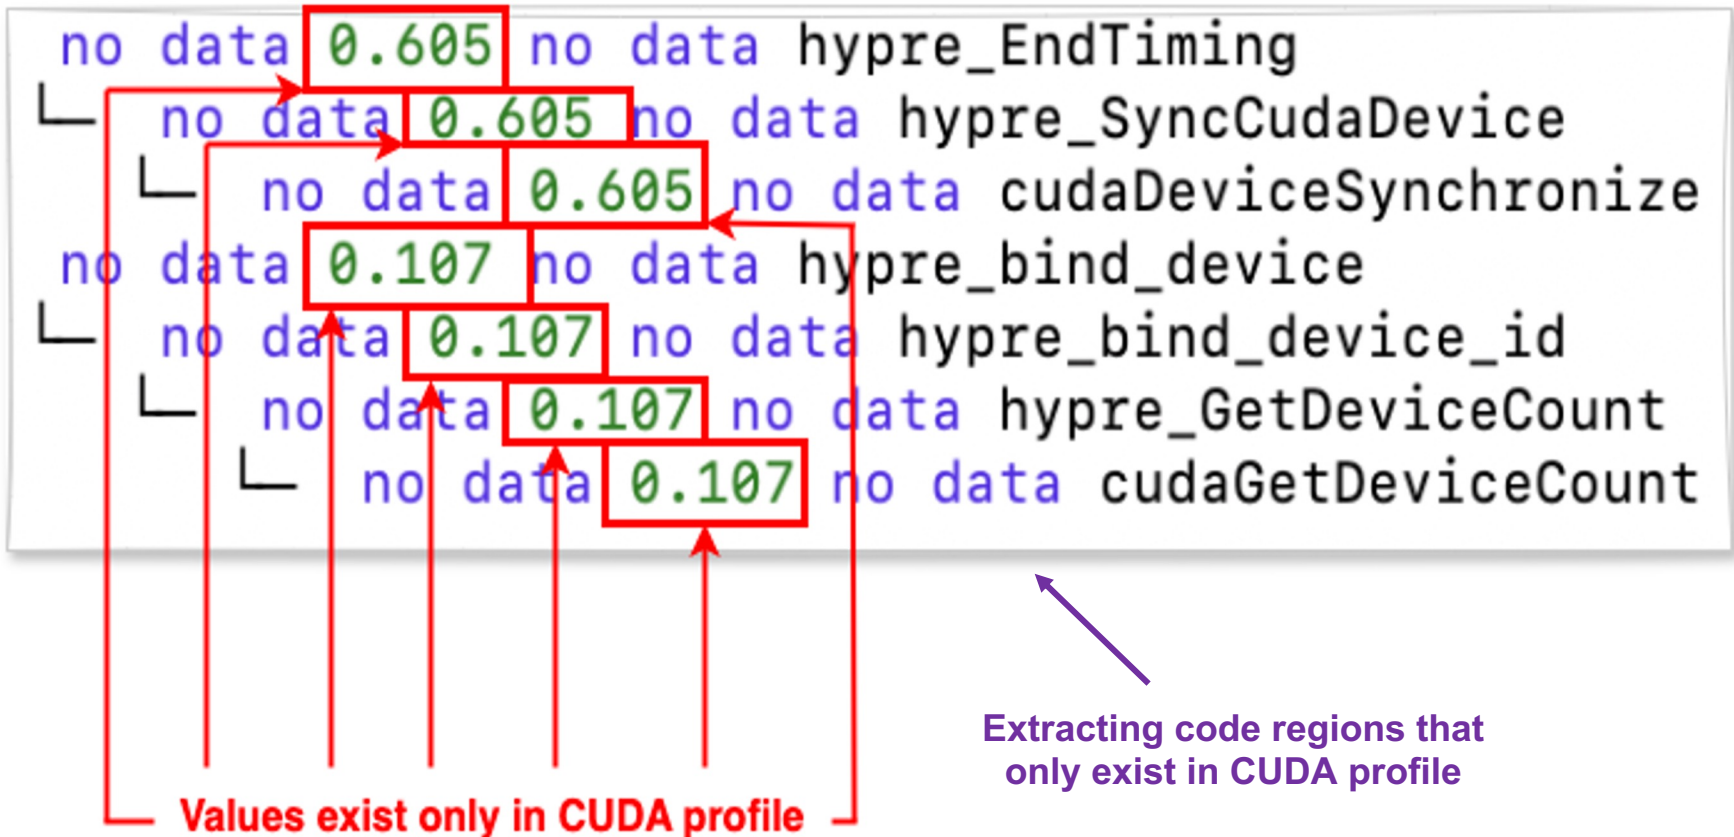 no data 0.605 no data hypre_EndTiming
no data 0.605 no data hypre_SyncCudaDevice
no data 0.605 no data cudaDeviceSynchronize
no data 0.107 no data hypre_bind_device
no data 0.107 no data hypre_bind_device_id
no data 0.107 no data hypre_GetDeviceCount
no data 0.107 no data cudaGetDeviceCount
Extracting code regions that
only exist in CUDA profile
Values exist only in CUDA profile